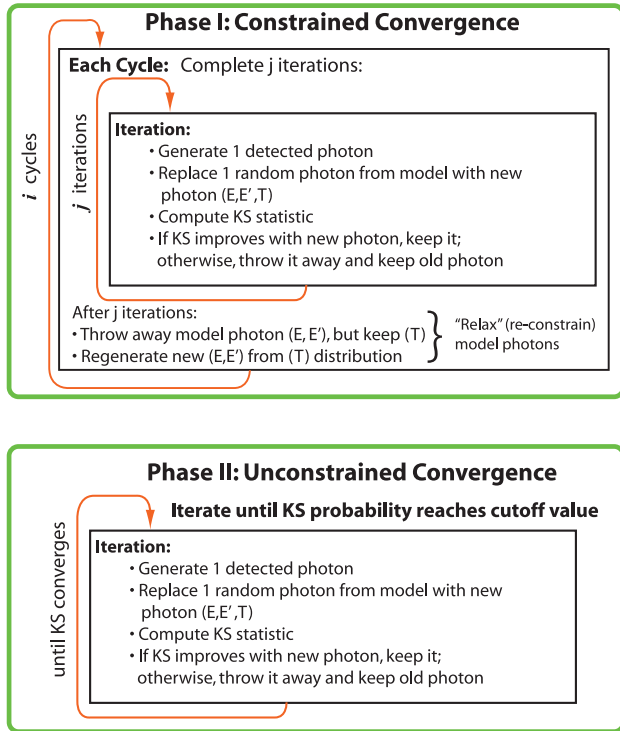 Phase I: Constrained Convergence
Each Cycle: Complete j iterations:
i cycles
j iterations
Iteration:
• Generate 1 detected photon
• Replace 1 random photon from model with new
photon (E,E',T)
• Compute KS statistic
• If KS improves with new photon, keep it;
otherwise, throw it away and keep old photon
After j iterations:
• Throw away model photon (E, E'), but keep (T)
• Regenerate new (E,E') from (T) distribution
"Relax" (re-constrain)
model photons
Phase II: Unconstrained Convergence
Iterate until KS probability reaches cutoff value
until KS converges
Iteration:
• Generate 1 detected photon
• Replace 1 random photon from model with new
photon (E,E',T)
• Compute KS statistic
• If KS improves with new photon, keep it;
otherwise, throw it away and keep old photon